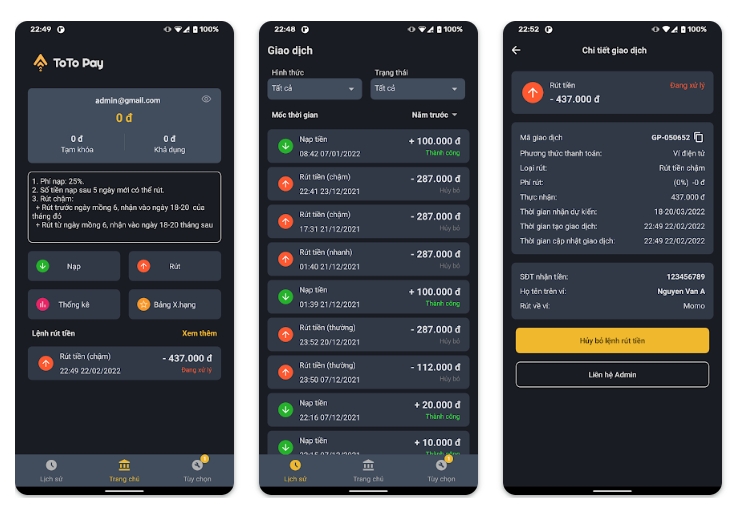 22:49
100%
ToTo Pay
admin@gmail.com
0 đ
0 đ
0 đ
Tạm khóa
Khả dụng
1. Phí nạp: 25%.
2. Số tiền nạp sau 5 ngày mới có thể rút.
3. Rút chậm:
+ Rút trước ngày mồng 6, nhận vào ngày 18-20 của
tháng đó
+ Rút từ ngày mồng 6, nhận vào ngày 18-20 tháng sau
Nạp
Rút
Thống kê
Bảng X.hạng
Lệnh rút tiền
Xem thêm
Rút tiền (chậm)
- 437.000 đ
22:49 22/02/2022
Đang xử lý
Lịch sử
Trang chủ
Tùy chọn
22:48
100%
Giao dịch
Hình thức
Trạng thái
Tất cả
Tất cả
Mốc thời gian
Năm trước
Nạp tiền
+ 100.000 đ
08:42 07/01/2022
Thành công
Rút tiền (chậm)
- 287.000 đ
22:41 23/12/2021
Hủy bỏ
Rút tiền (chậm)
- 287.000 đ
17:31 21/12/2021
Hủy bỏ
Rút tiền (nhanh)
- 287.000 đ
01:40 21/12/2021
Hủy bỏ
Nạp tiền
+ 100.000 đ
01:39 21/12/2021
Thành công
Rút tiền (thường)
- 287.000 đ
23:52 20/12/2021
Hủy bỏ
Rút tiền (thường)
- 112.000 đ
23:50 07/12/2021
Hủy bỏ
Nạp tiền
+ 20.000 đ
22:16 07/12/2021
Thành công
Nạp tiền
+ 10.000 đ
Lịch sử
Trang chủ
Tùy chọn
22:52
100%
Chi tiết giao dịch
Rút tiền
Đang xử lý
- 437.000 đ
Mã giao dịch
GP-050652
Phương thức thanh toán:
Ví điện tử
Loại rút:
Rút tiền chậm
Phí rút:
(0%) -0 đ
Thực nhận:
437.000 đ
Thời gian nhận dự kiến:
18-20/03/2022
Thời gian tạo giao dịch:
22:49 22/02/2022
Thời gian cập nhật giao dịch:
22:49 22/02/2022
SĐT nhận tiền:
123456789
Họ tên trên ví:
Nguyen Van A
Rút về ví:
Momo
Hủy bỏ lệnh rút tiền
Liên hệ Admin